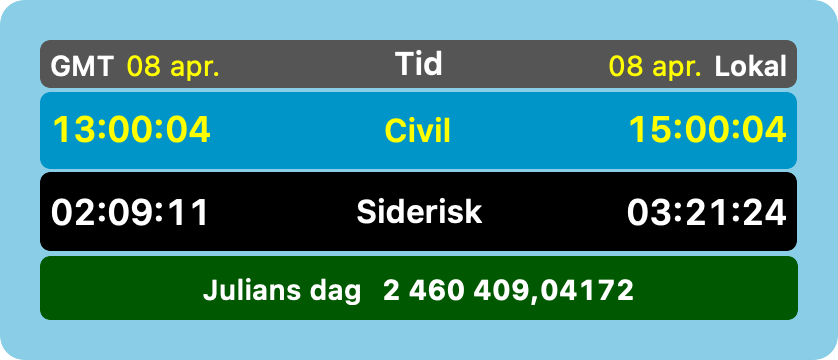 GMT 08 apr. Tid 08 apr. Lokal
13:00:04 Civil 15:00:04
02:09:11 Siderisk 03:21:24
Julians dag 2 460 409,04172